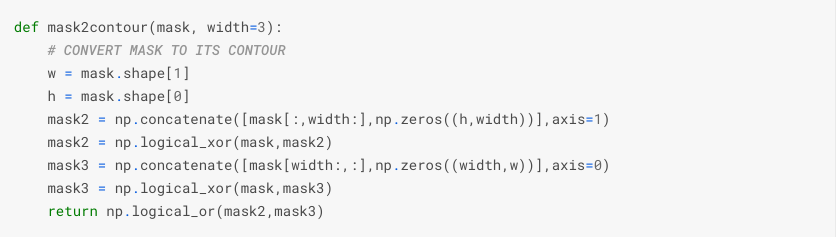 def mask2contour(mask, width=3):
    # CONVERT MASK TO ITS CONTOUR
    w = mask.shape[1]
    h = mask.shape[0]
    mask2 = np.concatenate([mask[:,width:],np.zeros((h,width))],axis=1)
    mask2 = np.logical_xor(mask,mask2)
    mask3 = np.concatenate([mask[width:,:],np.zeros((width,w))],axis=0)
    mask3 = np.logical_xor(mask,mask3)
    return np.logical_or(mask2,mask3)